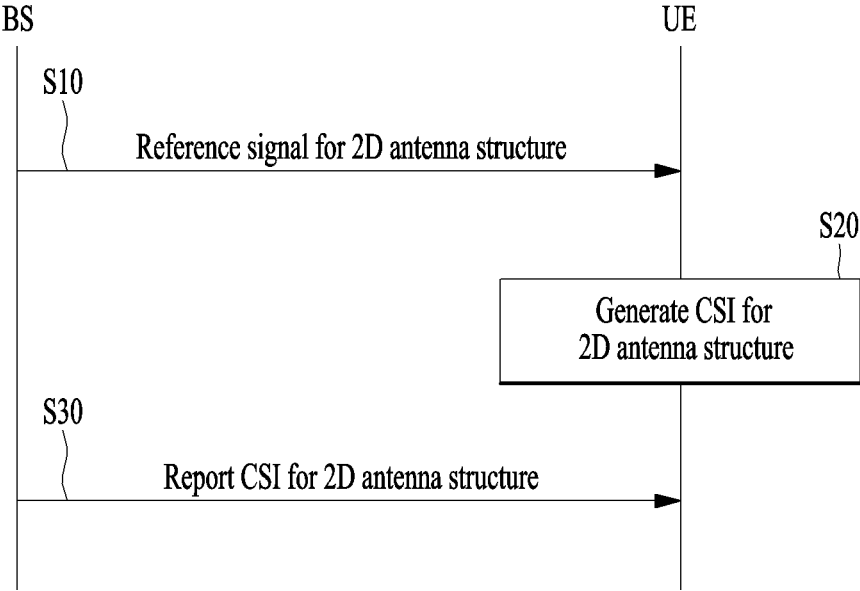 BS
UE
S10
Reference signal for 2D antenna structure
S20
Generate CSI for
2D antenna structure
S30
Report CSI for 2D antenna structure